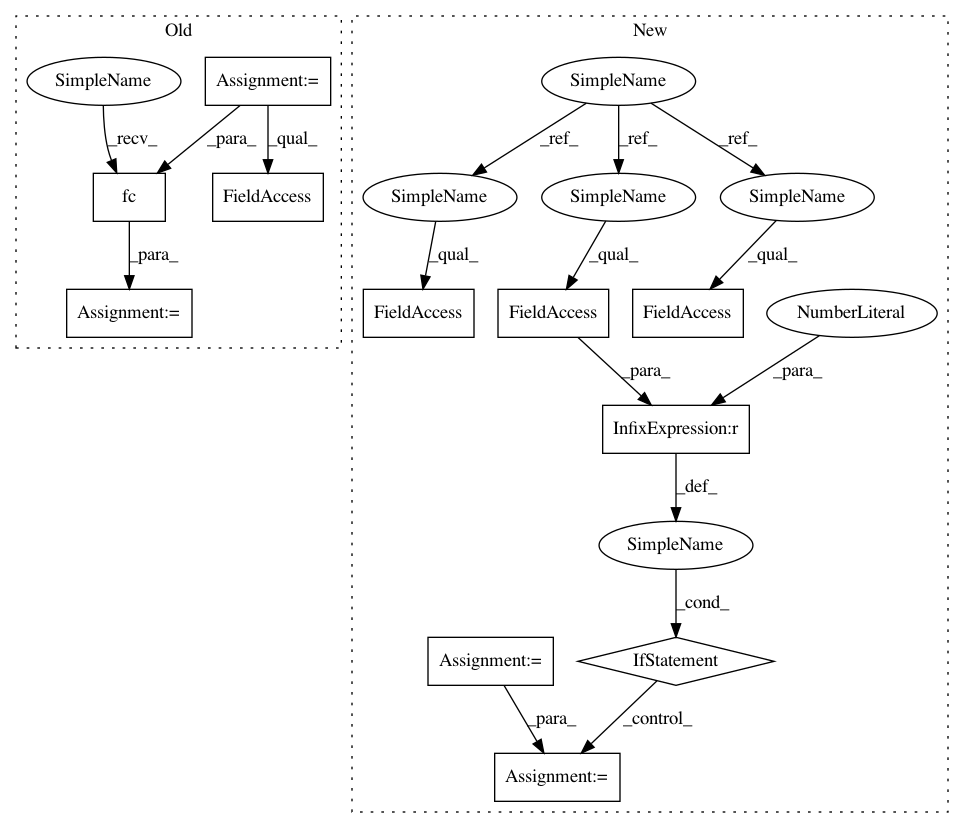 Old
New
SimpleName
Assignment:=
SimpleName
_recv_
_para_
_qual_
_ref_
_ref_
_ref_
fc
FieldAccess
SimpleName
SimpleName
SimpleName
_para_
_qual_
_qual_
_qual_
Assignment:=
FieldAccess
FieldAccess
FieldAccess
NumberLiteral
_para_
_para_
InfixExpression:r
_def_
SimpleName
_cond_
Assignment:=
IfStatement
_para_
_control_
Assignment:=